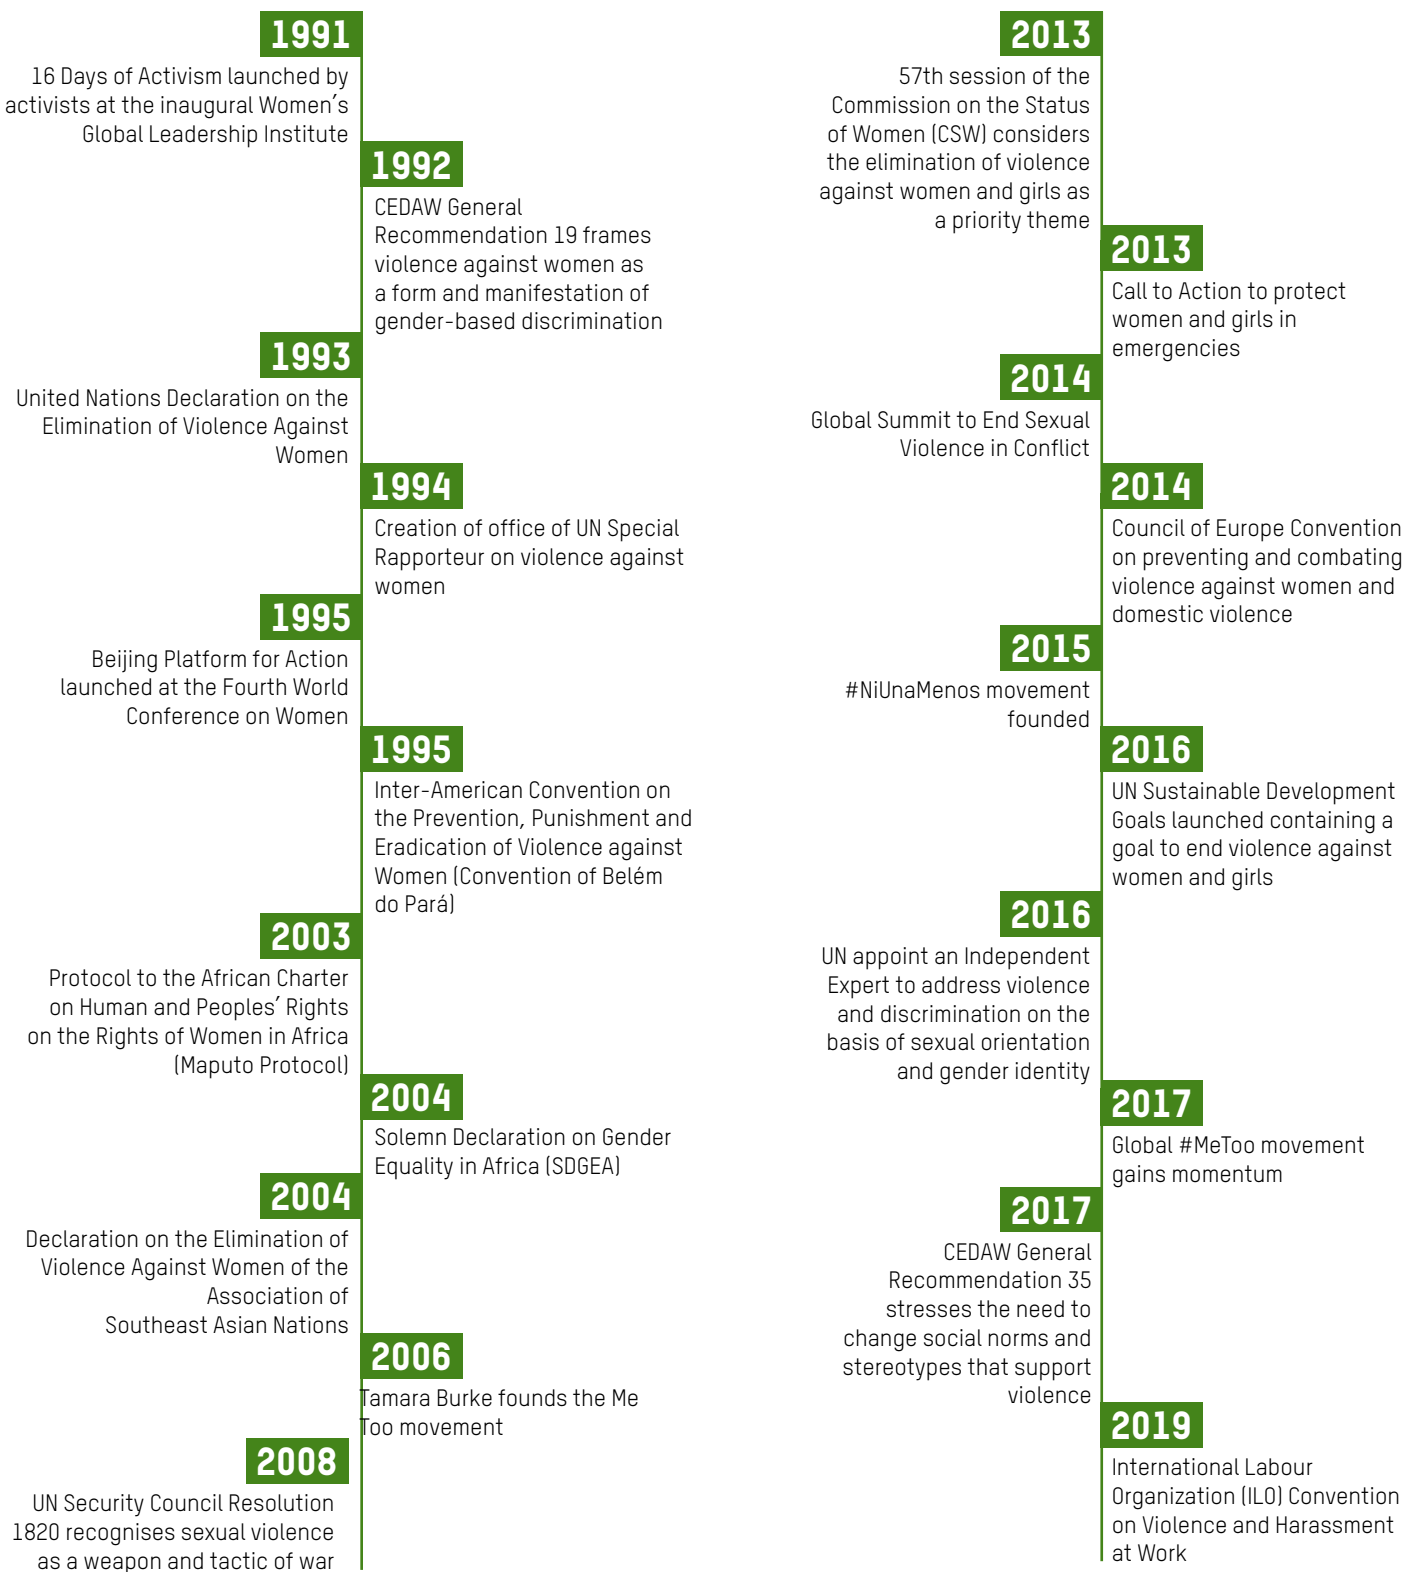 1991
16 Days of Activism launched by
activists at the inaugural Women's
Global Leadership Institute
1992
CEDAW General
Recommendation 19 frames
violence against women as
a form and manifestation of
gender-based discrimination
1993
United Nations Declaration on the
Elimination of Violence Against
Women
1994
Creation of office of UN Special
Rapporteur on violence against
women
1995
Beijing Platform for Action
launched at the Fourth World
Conference on Women
1995
Inter-American Convention on
the Prevention, Punishment and
Eradication of Violence against
Women (Convention of Belém
do Pará)
2003
Protocol to the African Charter
on Human and Peoples' Rights
on the Rights of Women in Africa
(Maputo Protocol)
2004
Solemn Declaration on Gender
Equality in Africa (SDGEA)
2004
Declaration on the Elimination of
Violence Against Women of the
Association of
Southeast Asian Nations
2006
Tamara Burke founds the Me
Too movement
2008
UN Security Council Resolution
1820 recognises sexual violence
as a weapon and tactic of war
2013
57th session of the
Commission on the Status
of Women (CSW) considers
the elimination of violence
against women and girls as
a priority theme
2013
Call to Action to protect
women and girls in
emergencies
2014
Global Summit to End Sexual
Violence in Conflict
2014
Council of Europe Convention
on preventing and combating
violence against women and
domestic violence
2015
#NiUnaMenos movement
founded
2016
UN Sustainable Development
Goals launched containing a
goal to end violence against
women and girls
2016
UN appoint an Independent
Expert to address violence
and discrimination on the
basis of sexual orientation
and gender identity
2017
Global #MeToo movement
gains momentum
2017
CEDAW General
Recommendation 35
stresses the need to
change social norms and
stereotypes that support
violence
2019
International Labour
Organization (ILO) Convention
on Violence and Harassment
at Work